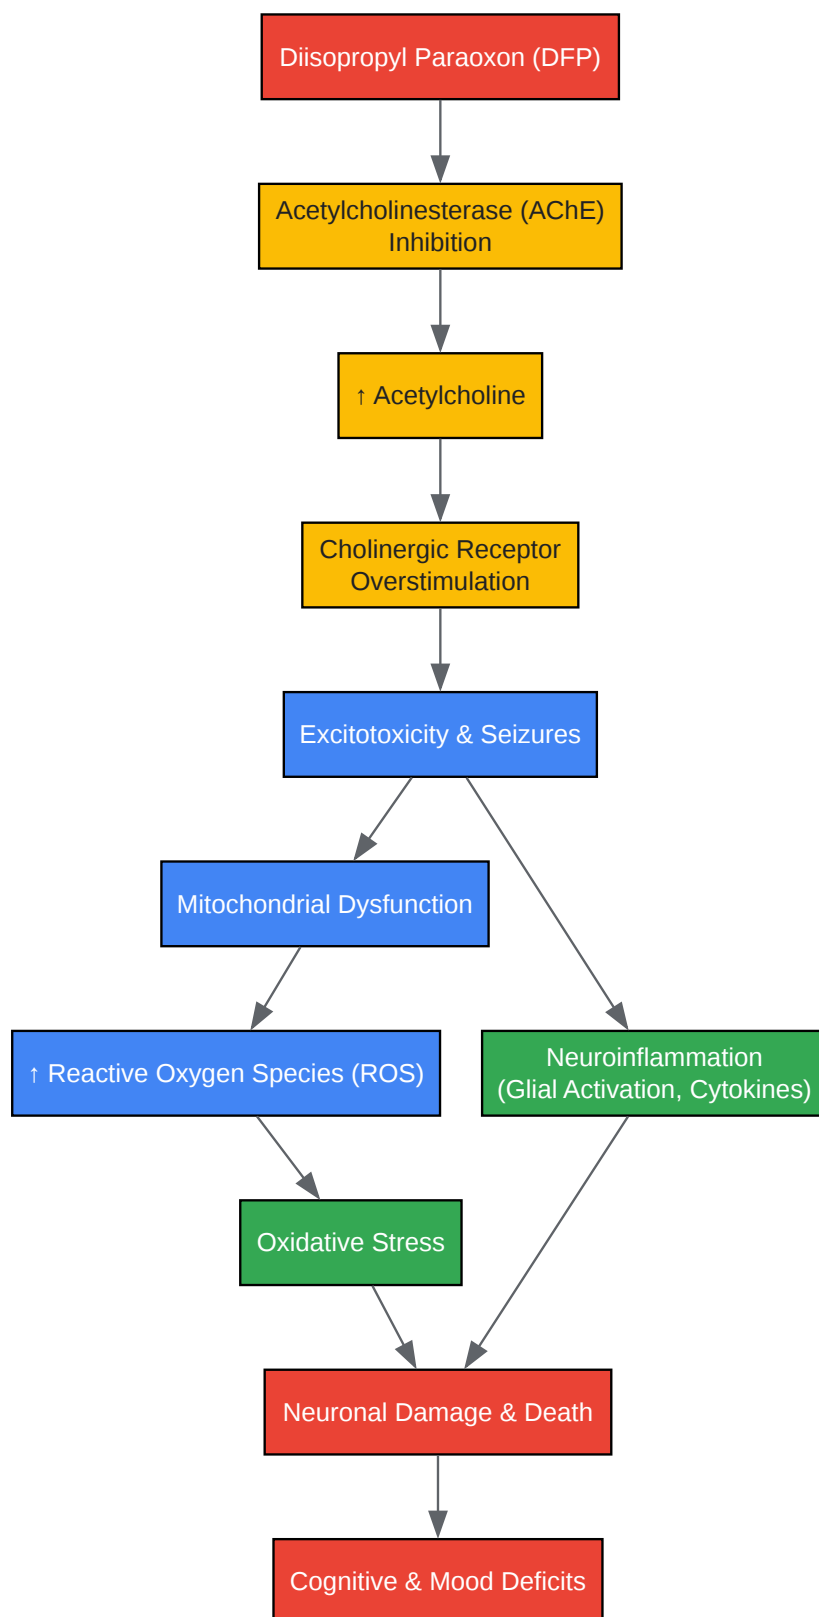 Diisopropyl Paraoxon (DFP)
Acetylcholinesterase (AChE)
Inhibition
↑ Acetylcholine
Cholinergic Receptor
Overstimulation
Excitotoxicity & Seizures
Mitochondrial Dysfunction
↑ Reactive Oxygen Species (ROS)
Neuroinflammation
(Glial Activation, Cytokines)
Oxidative Stress
Neuronal Damage & Death
Cognitive & Mood Deficits